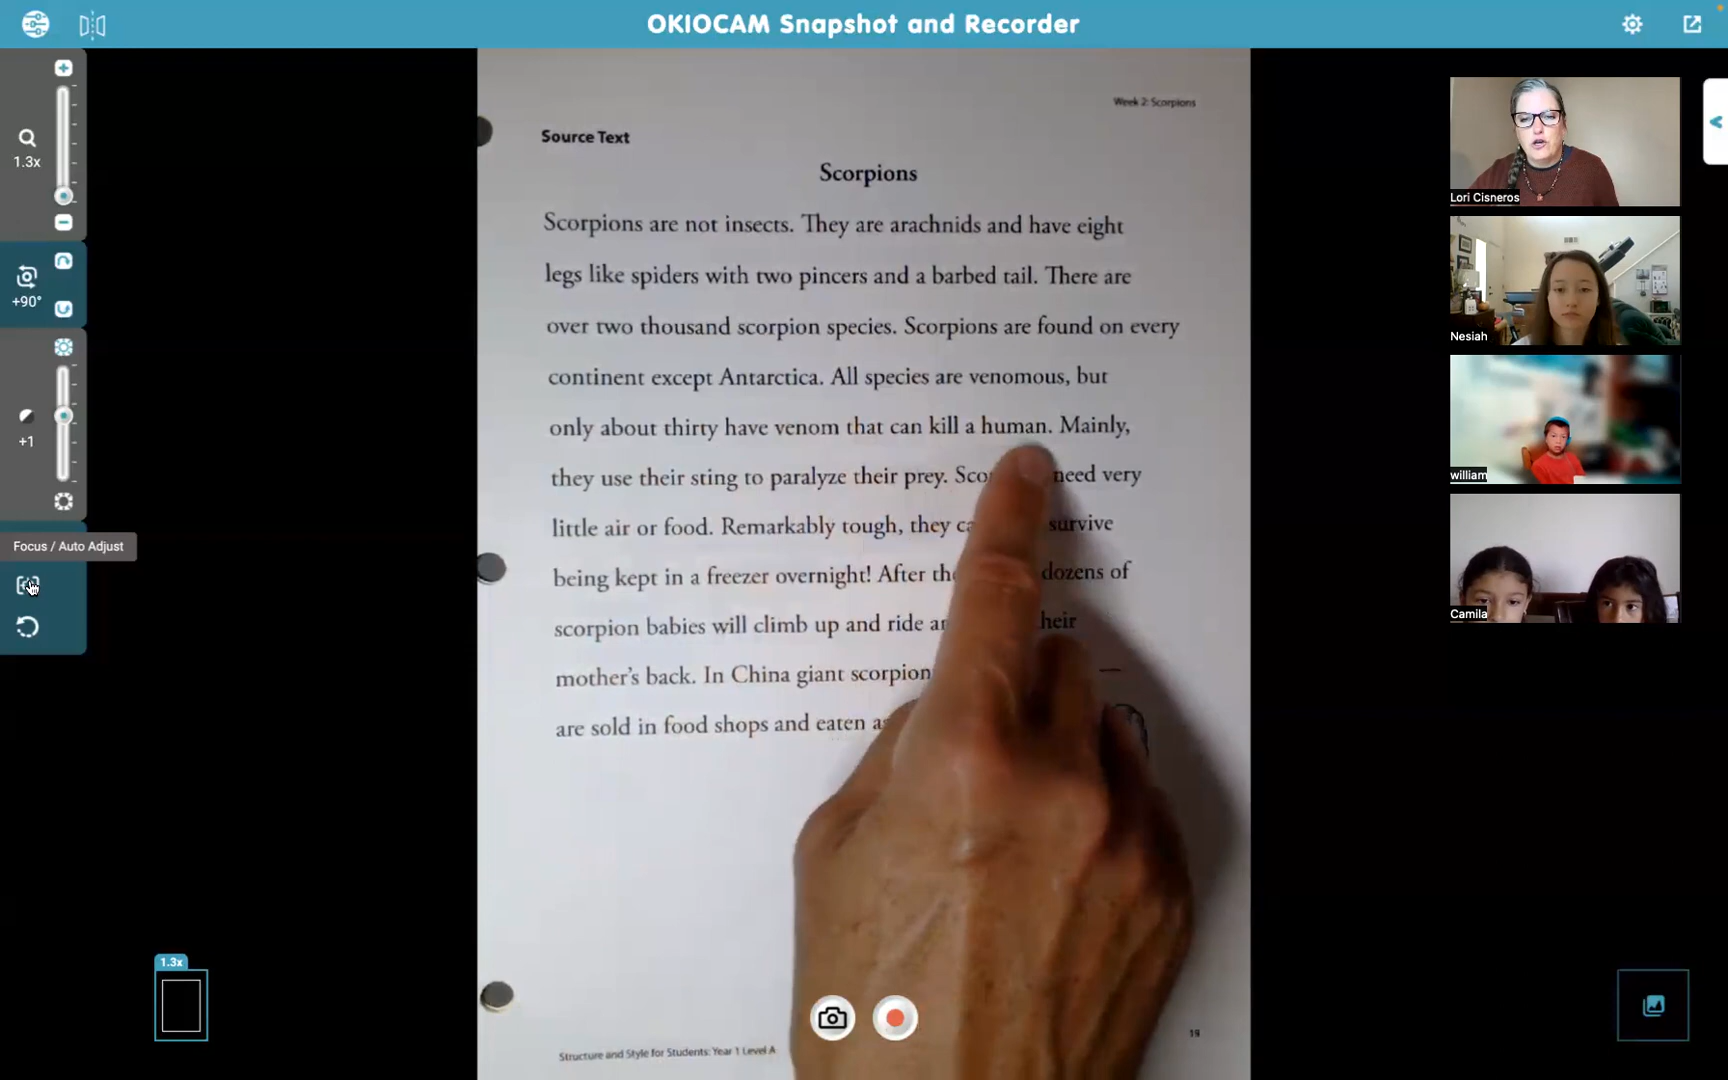 OKIOCAM Snapshot and Recorder
1.3x
+90°
+1
Focus / Auto Adjust
1.3x
Week 2: Scorpions
Source Text
Scorpions
Scorpions are not insects. They are arachnids and have eight
legs like spiders with two pincers and a barbed tail. There are
over two thousand scorpion species. Scorpions are found on every
continent except Antarctica. All species are venomous, but
only about thirty have venom that can kill a human. Mainly,
they use their sting to paralyze their prey. need very
little air or food. Remarkably tough, they survive
being kept in a freezer overnight! After dozens of
scorpion babies will climb up and ride
mother's back. In China giant scorpion
are sold in food shops and eaten
19
Structure and Style for Students: Year 1 Level A
Lori Cisneros
Nesiah
william
Camila